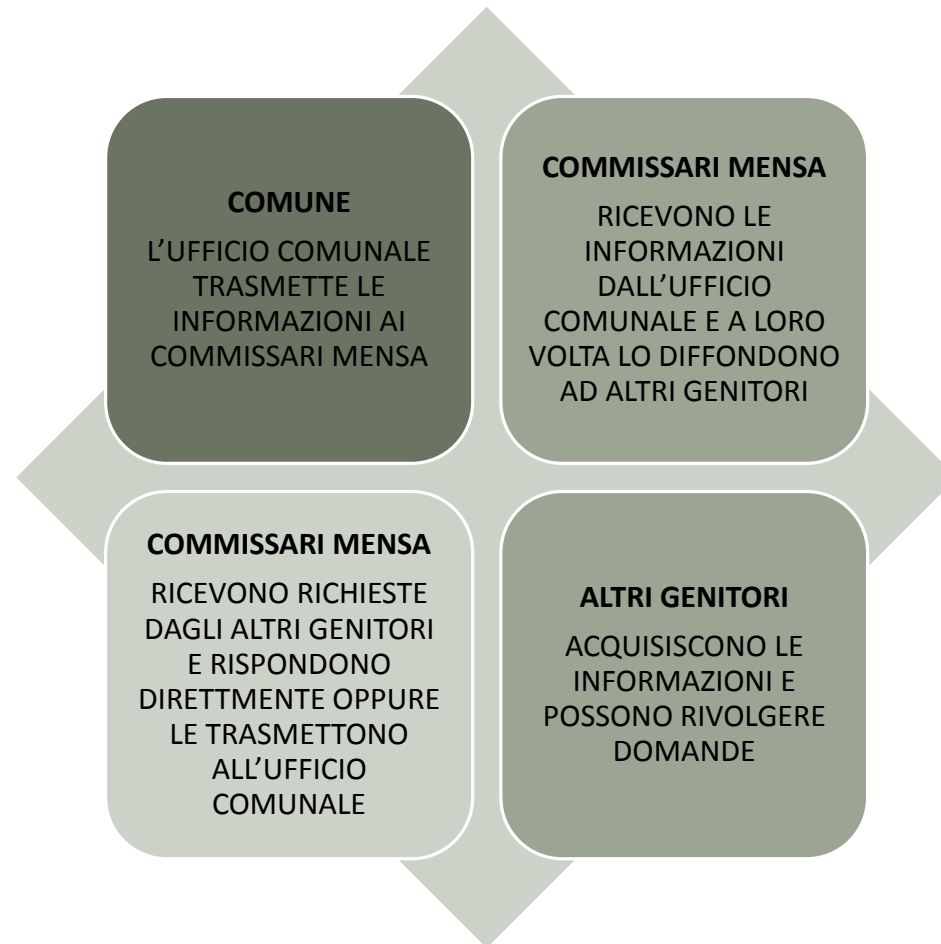 COMUNE
L’UFFICIO COMUNALE
TRASMETTE LE
INFORMAZIONI AI
COMMISSARI MENSA
COMMISSARI MENSA
RICEVONO LE
INFORMAZIONI
DALL’UFFICIO
COMUNALE E A LORO
VOLTA LO DIFFONDONO
AD ALTRI GENITORI
COMMISSARI MENSA
RICEVONO RICHIESTE
DAGLI ALTRI GENITORI
E RISPONDONO
DIRETTMENTE OPPURE
LE TRASMETTONO
ALL’UFFICIO
COMUNALE
ALTRI GENITORI
ACQUISISCONO LE
INFORMAZIONI E
POSSONO RIVOLGERE
DOMANDE